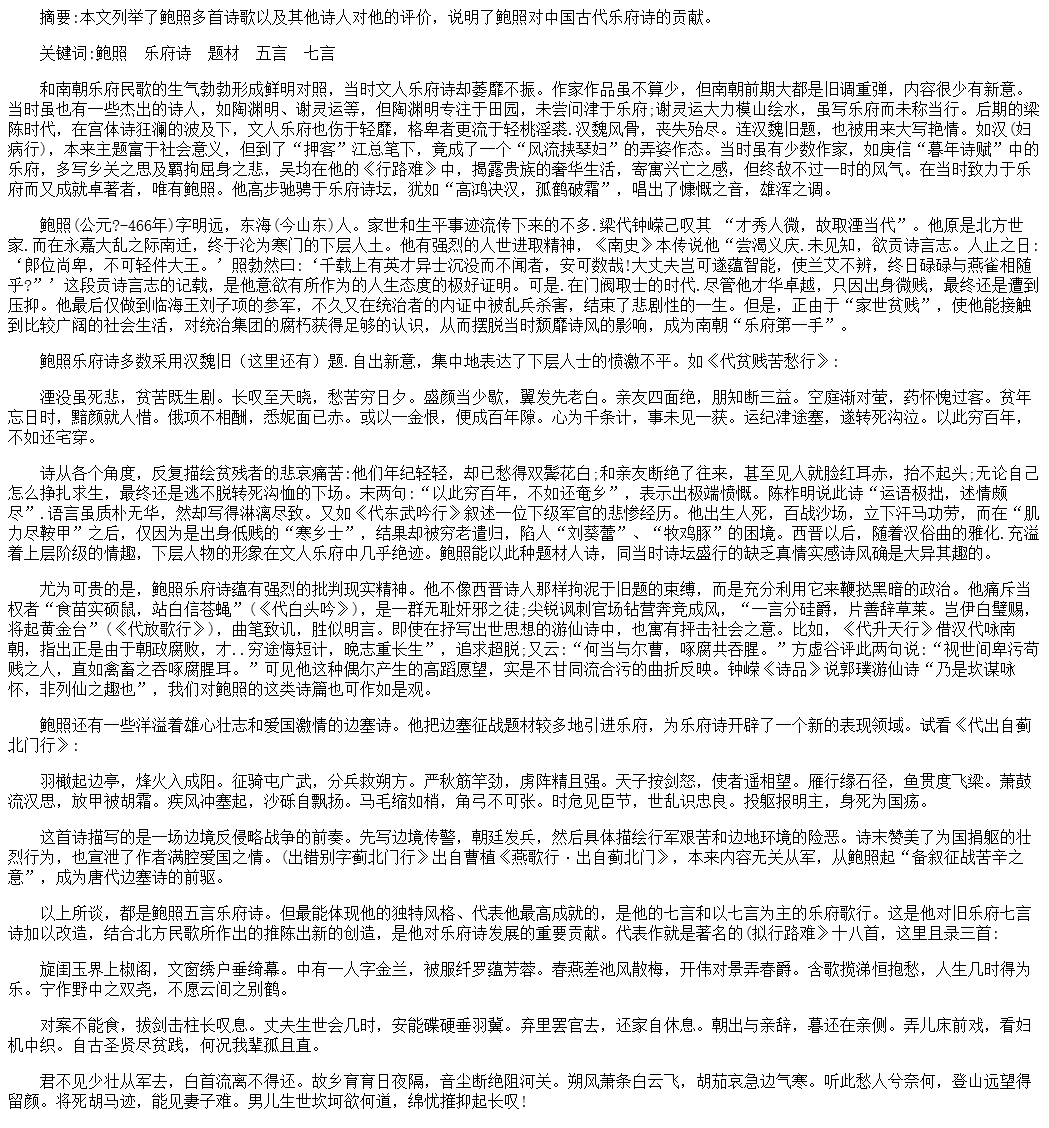 摘要:本文列举了鲍照多首诗歌以及其他诗人对他的评价，说明了鲍照对中国古代乐府诗的贡献。
关键词:鲍照　乐府诗　题材　五言　七言
和南朝乐府民歌的生气勃勃形成鲜明对照，当时文人乐府诗却萎靡不振。作家作品虽不算少，但南朝前期大都是旧调重弹，内容很少有新意。
当时虽也有一些杰出的诗人，如陶渊明、谢灵运等，但陶渊明专注于田园，未尝问津于乐府;谢灵运大力模山绘水，虽写乐府而未称当行。后期的梁
陈时代，在宫体诗狂澜的波及下，文人乐府也伤于轻靡，格卑者更流于轻桃淫裘.汉魏风骨，丧失殆尽。连汉魏旧题，也被用来大写艳情。如汉(妇
病行)，本来主题富于社会意义，但到了“押客”江总笔下，竟成了一个“风流挟琴妇”的弄姿作态。当时虽有少数作家，如庚信“暮年诗赋”中的
乐府，多写乡关之思及羁拘屈身之悲，吴均在他的《行路难》中，揭露贵族的奢华生活，寄寓兴亡之感，但终敌不过一时的风气。在当时致力于乐
府而又成就卓著者，唯有鲍照。他高步驰骋于乐府诗坛，犹如“高鸿决汉，孤鹤破霜”，唱出了慷慨之音，雄浑之调。
鲍照(公元?-466年)字明远，东海(今山东)人。家世和生平事迹流传下来的不多.梁代钟嵘己叹其 “才秀人微，故取湮当代”。他原是北方世
家.而在永嘉大乱之际南迁，终于沦为寒门的下层人土。他有强烈的人世进取精神，《南史》本传说他“尝渴义庆.未见知，欲贡诗言志。人止之日:
‘郎位尚卑，不可轻件大王。’照勃然曰:‘千载上有英才异士沉没而不闻者，安可数哉!大丈夫岂可遂蕴智能，使兰艾不辨，终日碌碌与燕雀相随
乎?”’这段贡诗言志的记载，是他意欲有所作为的人生态度的极好证明。可是.在门阀取士的时代.尽管他才华卓越，只因出身微贱，最终还是遭到
压抑。他最后仅做到临海王刘子项的参军，不久又在统治者的内证中被乱兵杀害，结束了悲剧性的一生。但是，正由于“家世贫贱”，使他能接触
到比较广阔的社会生活，对统治集团的腐朽获得足够的认识，从而摆脱当时颓靡诗风的影响，成为南朝“乐府第一手”。
鲍照乐府诗多数采用汉魏旧（这里还有）题.自出新意，集中地表达了下层人士的愤激不平。如《代贫贱苦愁行》:
湮没虽死悲，贫苦既生剧。长叹至天晓，愁苦穷日夕。盛颜当少歇，翼发先老白。亲友四面绝，朋知断三益。空庭渐对萤，药怀愧过客。贫年
忘日时，黯颜就人惜。俄项不相酬，悉妮面已赤。或以一金恨，便成百年隙。心为千条计，事未见一获。运纪津途塞，遂转死沟泣。以此穷百年，
不如还宅穿。
诗从各个角度，反复描绘贫残者的悲哀痛苦:他们年纪轻轻，却已愁得双鬓花白;和亲友断绝了往来，甚至见人就脸红耳赤，抬不起头;无论自己
怎么挣扎求生，最终还是逃不脱转死沟恤的下场。末两句:“以此穷百年，不如还奄乡”，表示出极端愤慨。陈柞明说此诗“运语极拙，述情颇
尽”.语言虽质朴无华，然却写得淋漓尽致。又如《代东武吟行》叙述一位下级军官的悲惨经历。他出生人死，百战沙场，立下汗马功劳，而在“肌
力尽鞍甲”之后，仅因为是出身低贱的“寒乡士”，结果却被穷老遣归，陷人“刘葵蕾”、“牧鸡豚”的困境。西晋以后，随着汉俗曲的雅化.充溢
着上层阶级的情趣，下层人物的形象在文人乐府中几乎绝迹。鲍照能以此种题材人诗，同当时诗坛盛行的缺乏真情实感诗风确是大异其趣的。
尤为可贵的是，鲍照乐府诗蕴有强烈的批判现实精神。他不像西晋诗人那样拘泥于旧题的束缚，而是充分利用它来鞭挞黑暗的政治。他痛斥当
权者“食苗实硕鼠，站白信苍蝇”(《代白头吟》)，是一群无耻奸邪之徒;尖锐讽刺官场钻营奔竞成风，“一言分硅爵，片善辞草莱。岂伊白璧赐，
将起黄金台”(《代放歌行》)，曲笔致讥，胜似明言。即使在抒写出世思想的游仙诗中，也寓有抨击社会之意。比如，《代升天行》借汉代咏南
朝，指出正是由于朝政腐败，才..穷途悔短计，晚志重长生”，追求超脱;又云:“何当与尔曹，啄腐共吞腥。”方虚谷评此两句说:“视世间卑污苟
贱之人，直如禽畜之吞啄腐腥耳。”可见他这种偶尔产生的高蹈愿望，实是不甘同流合污的曲折反映。钟嵘《诗品》说郭璞游仙诗“乃是坎谋咏
怀，非列仙之趣也”，我们对鲍照的这类诗篇也可作如是观。
鲍照还有一些洋溢着雄心壮志和爱国激情的边塞诗。他把边塞征战题材较多地引进乐府，为乐府诗开辟了一个新的表现领域。试看《代出自蓟
北门行》:
羽檄起边亭，烽火入成阳。征骑屯广武，分兵救朔方。严秋筋竿劲，虏阵精且强。天子按剑怒，使者遥相望。雁行缘石径，鱼贯度飞梁。萧鼓
流汉思，放甲被胡霜。疾风冲塞起，沙砾自飘扬。马毛缩如梢，角弓不可张。时危见臣节，世乱识忠良。投躯报明主，身死为国殇。
这首诗描写的是一场边境反侵略战争的前奏。先写边境传警，朝廷发兵，然后具体描绘行军艰苦和边地环境的险恶。诗末赞美了为国捐躯的壮
烈行为，也宣泄了作者满腔爱国之情。(出错别字蓟北门行》出自曹植《燕歌行·出自蓟北门》，本来内容无关从军，从鲍照起“备叙征战苦辛之
意”，成为唐代边塞诗的前驱。
以上所谈，都是鲍照五言乐府诗。但最能体现他的独特风格、代表他最高成就的，是他的七言和以七言为主的乐府歌行。这是他对旧乐府七言
诗加以改造，结合北方民歌所作出的推陈出新的创造，是他对乐府诗发展的重要贡献。代表作就是著名的(拟行路难》十八首，这里且录三首:
旋闺玉界上椒阁，文窗绣户垂绮幕。中有一人字金兰，被服纤罗蕴芳蓉。春燕差池风散梅，开伟对景弄春爵。含歌揽涕恒抱愁，人生几时得为
乐。宁作野中之双尧，不愿云间之别鹤。
对案不能食，拔剑击柱长叹息。丈夫生世会几时，安能碟硬垂羽冀。弃里罢官去，还家自休息。朝出与亲辞，暮还在亲侧。弄儿床前戏，看妇
机中织。自古圣贤尽贫践，何况我辈孤且直。
君不见少壮从军去，白首流离不得还。故乡育育日夜隔，音尘断绝阻河关。朔风萧条白云飞，胡茄哀急边气寒。听此愁人兮奈何，登山远望得
留颜。将死胡马迹，能见妻子难。男儿生世坎坷欲何道，绵忧摧抑起长叹!